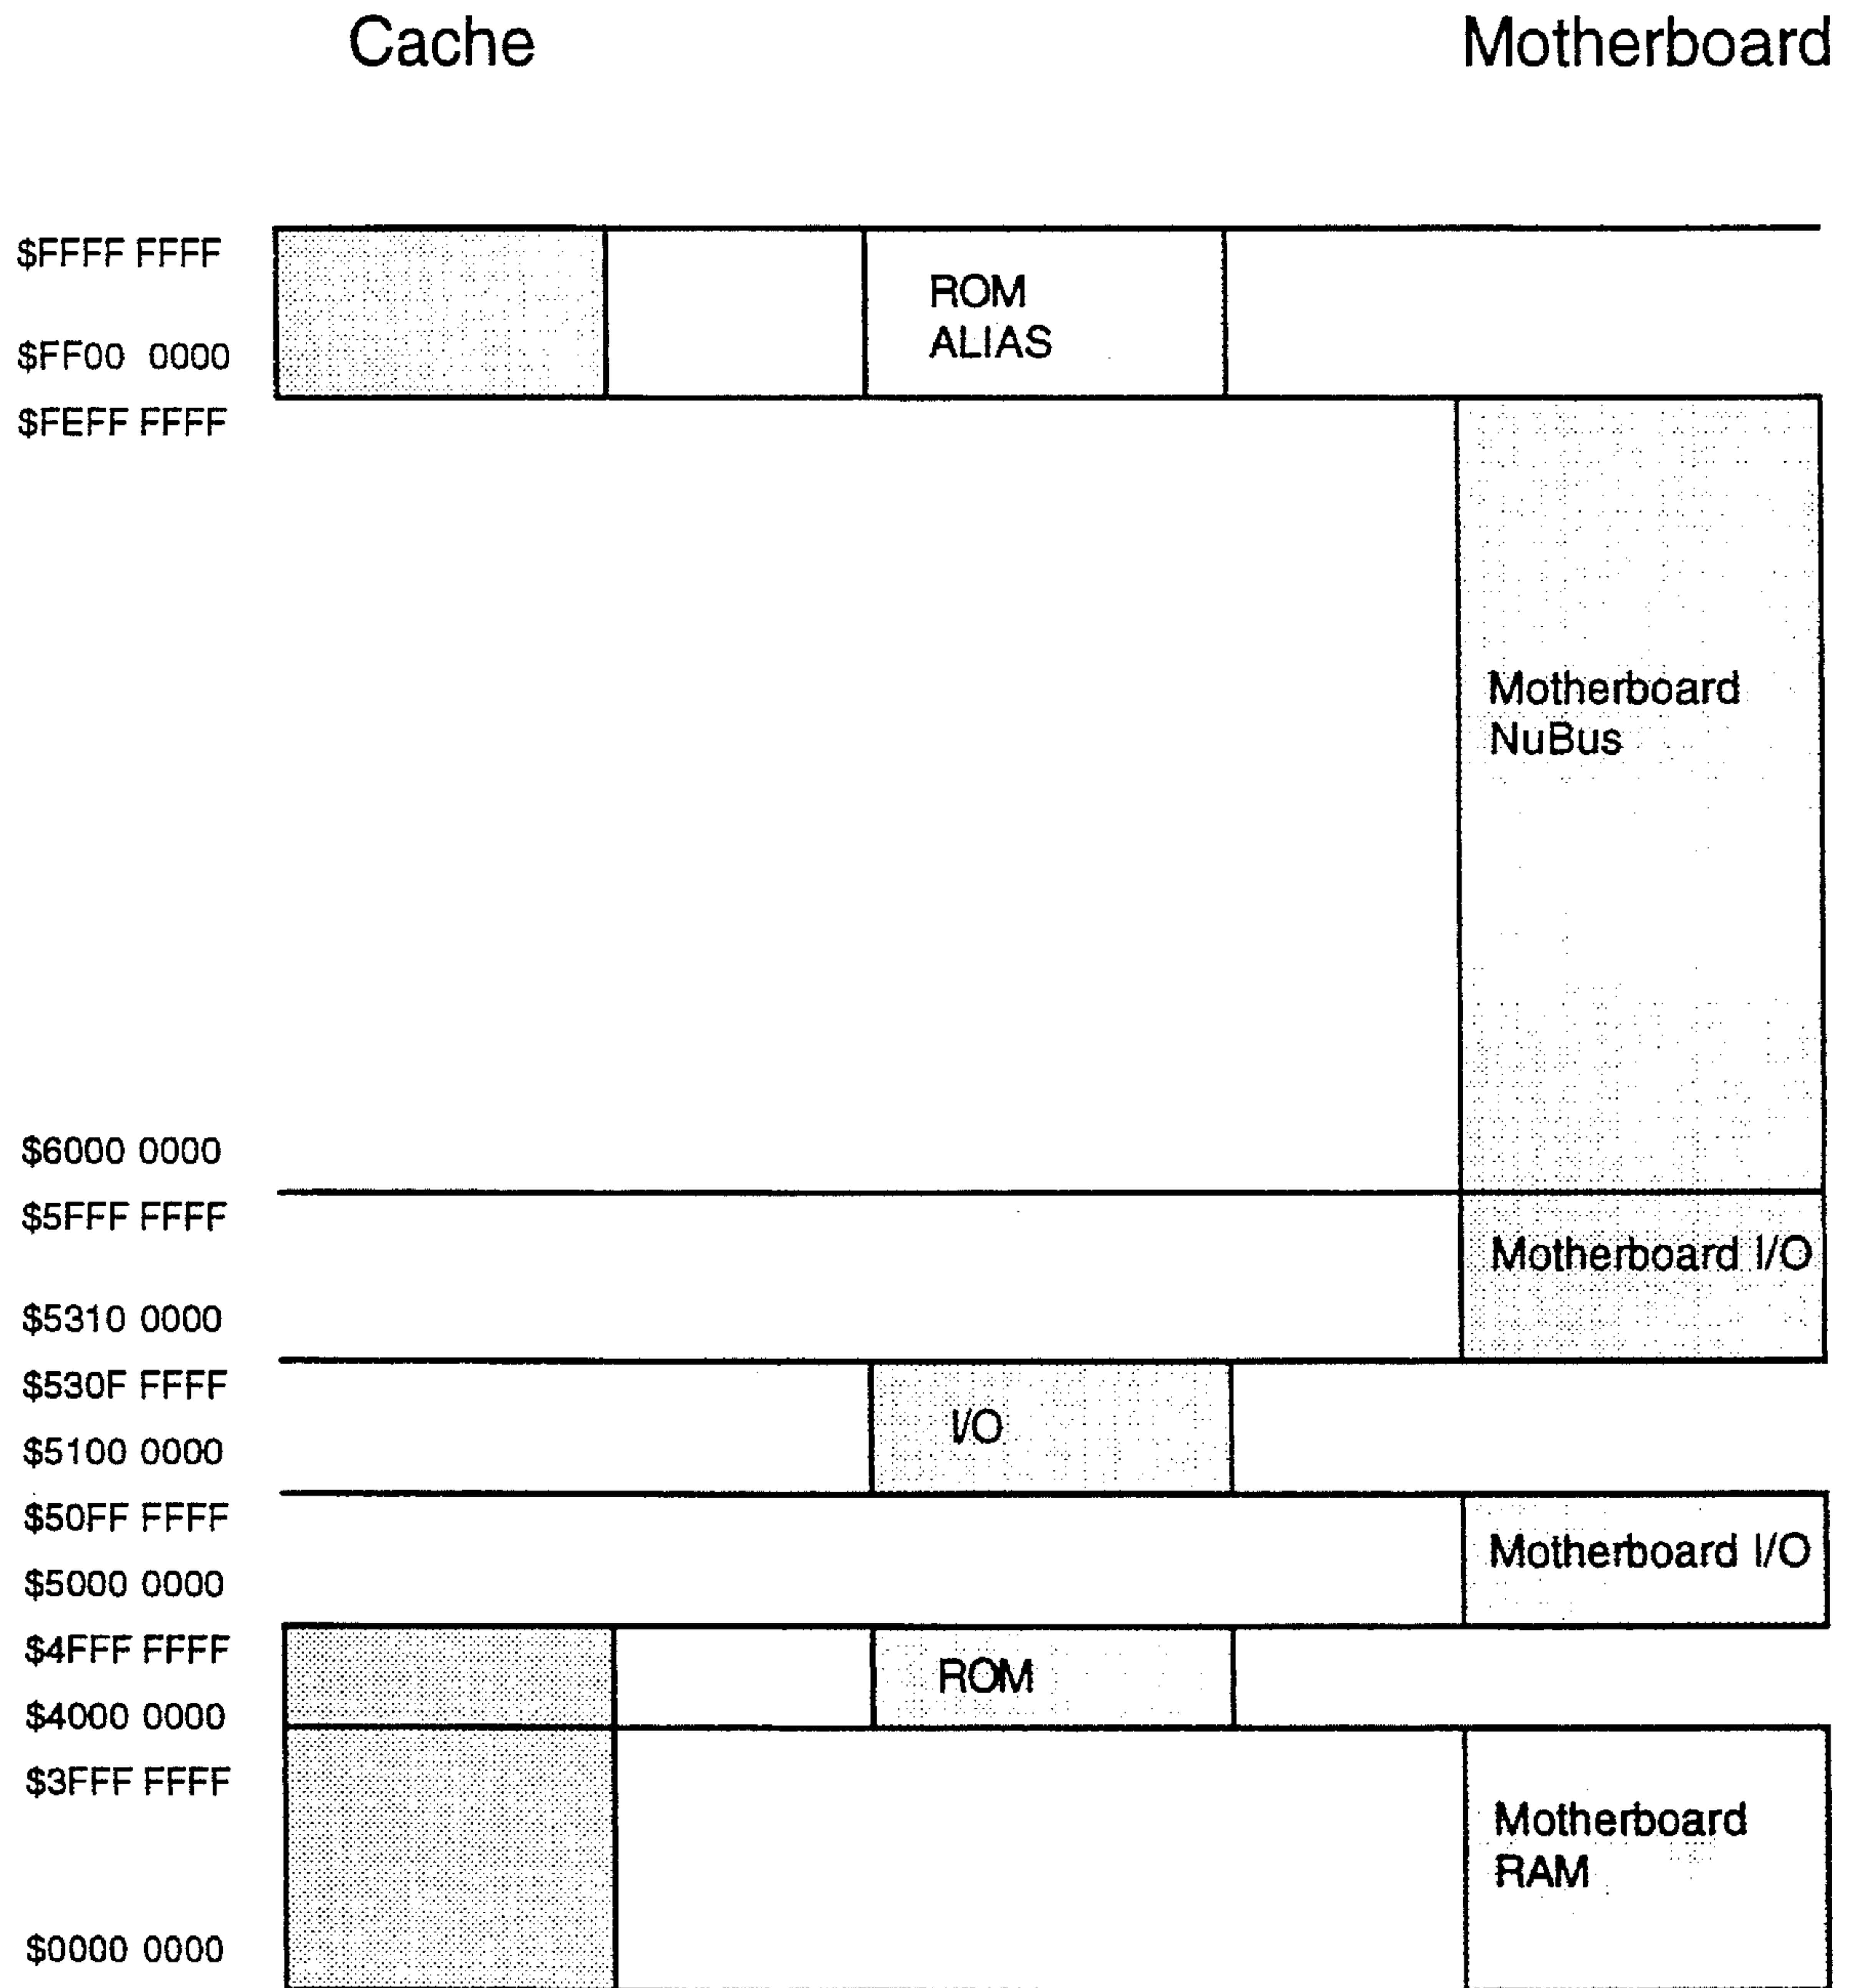 Cache Motherboard
$FFFF FFFF
ROM
ALIAS
$FF00 0000
$FEFF FFFF
Motherboard
NuBus
$6000 0000
$5FFF FFFF
Motherboard I/O
$5310 0000
$530F FFFF
I/O
$5100 0000
$50FF FFFF
Motherboard I/O
$5000 0000
$4FFF FFFF
ROM
$4000 0000
$3FFF FFFF
Motherboard
RAM
$0000 0000